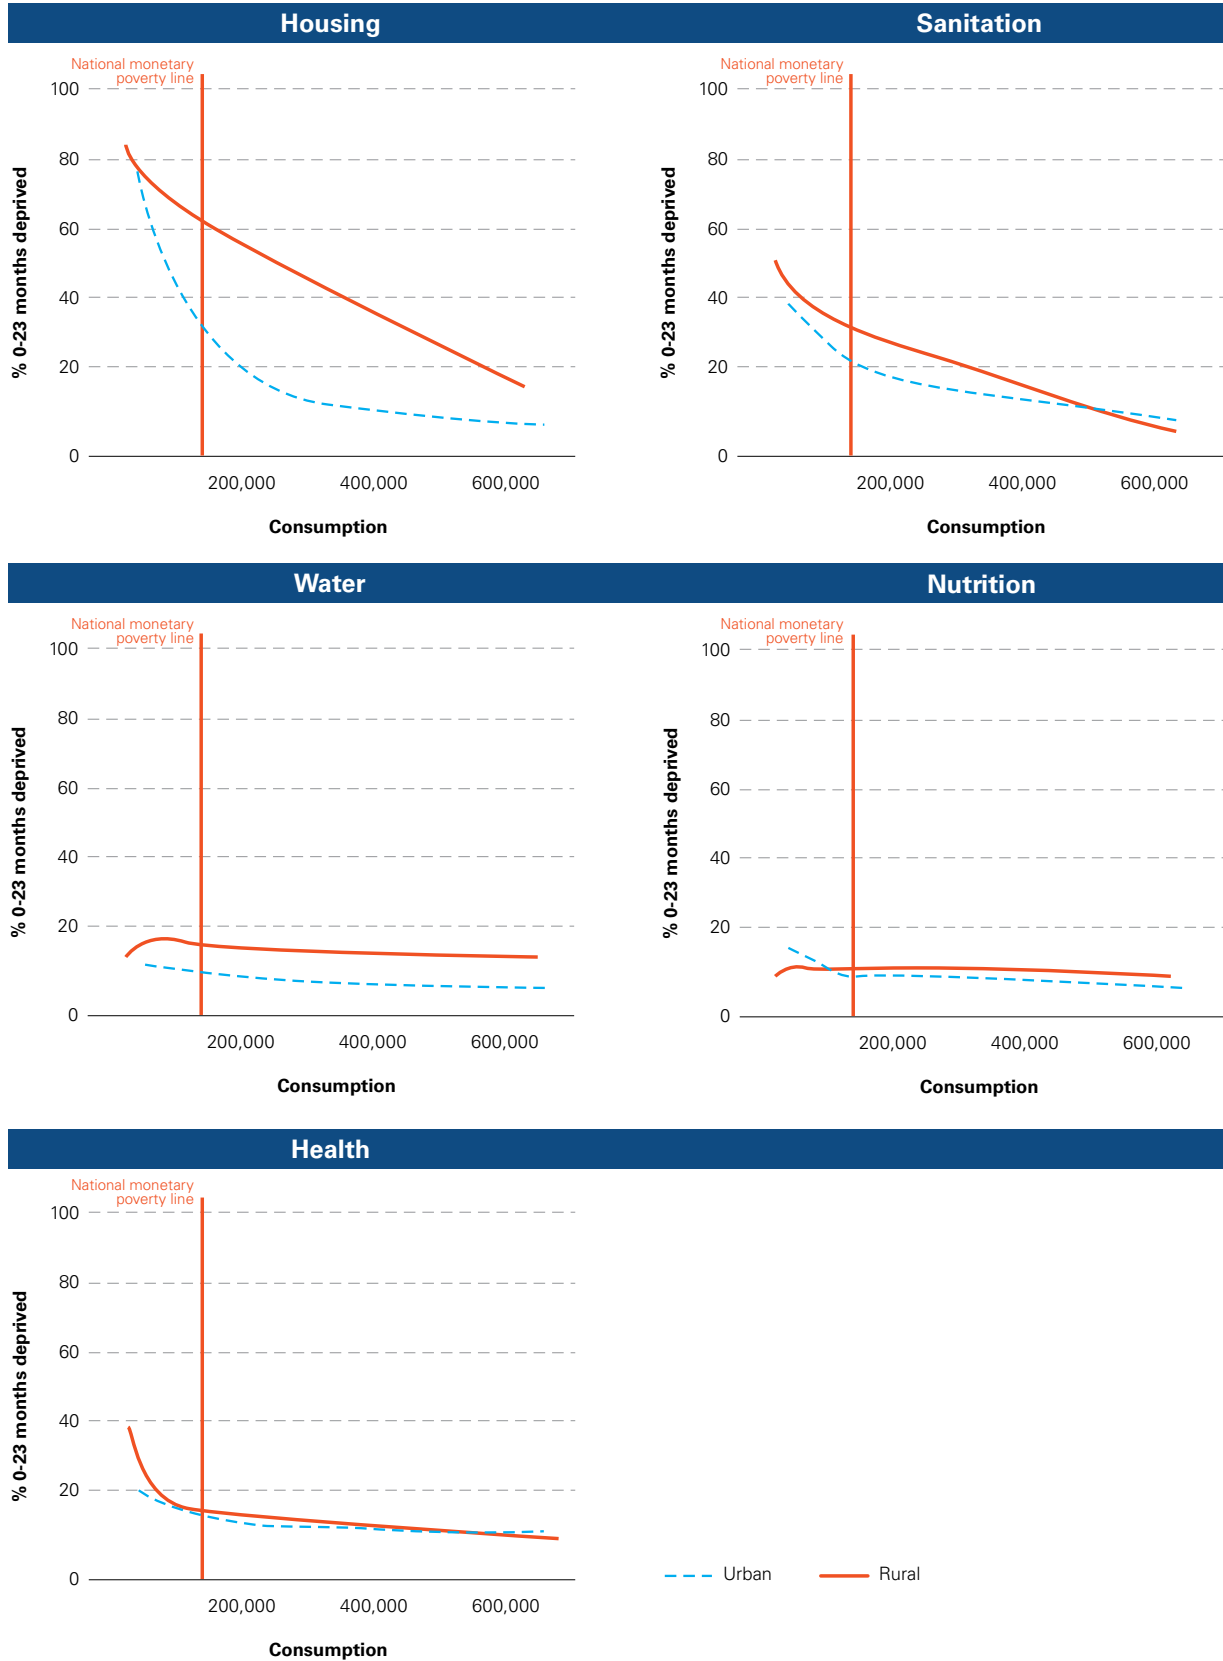 Housing
National monetary
poverty line
100
80
60
40
20
0
% 0-23 months deprived
200,000 400,000 600,000
Consumption
Sanitation
National monetary
poverty line
100
80
60
40
20
0
% 0-23 months deprived
200,000 400,000 600,000
Consumption
Water
National monetary
poverty line
100
80
60
40
20
0
% 0-23 months deprived
200,000 400,000 600,000
Consumption
Nutrition
National monetary
poverty line
100
80
60
40
20
0
% 0-23 months deprived
200,000 400,000 600,000
Consumption
Health
National monetary
poverty line
100
80
60
40
20
0
% 0-23 months deprived
200,000 400,000 600,000
Consumption
Urban Rural